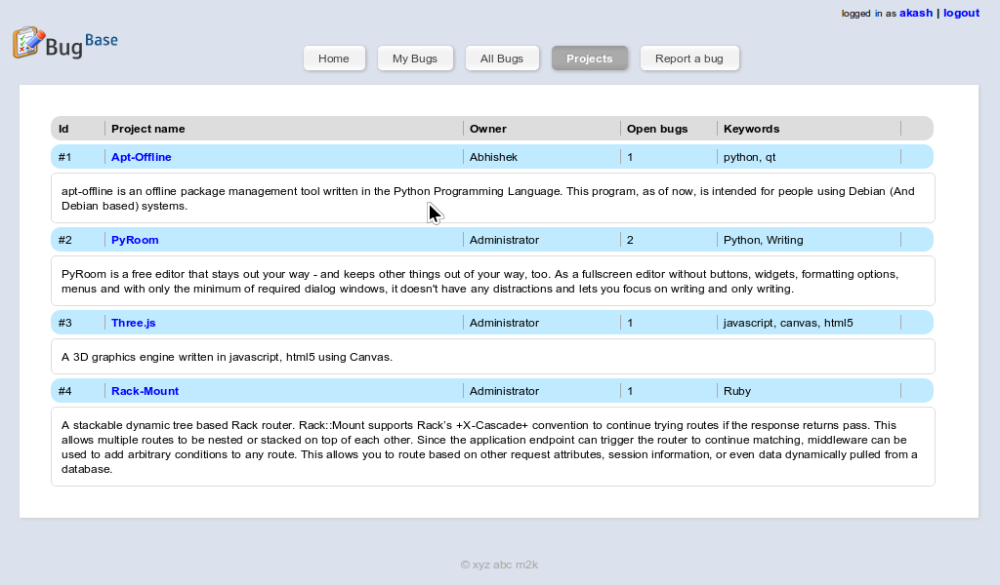 logged in as akash | logout
Bug Base
Home My Bugs All Bugs Projects Report a bug
Id Project name Owner Open bugs Keywords
#1 Apt-Offline Abhishek 1 python, qt
apt-offline is an offline package management tool written in the Python Programming Language. This program, as of now, is intended for people using Debian (And
Debian based) systems.
#2 PyRoom Administrator 2 Python, Writing
PyRoom is a free editor that stays out your way - and keeps other things out of your way, too. As a fullscreen editor without buttons, widgets, formatting options,
menus and with only the minimum of required dialog windows, it doesn't have any distractions and lets you focus on writing and only writing.
#3 Three.js Administrator 1 javascript, canvas, html5
A 3D graphics engine written in javascript, html5 using Canvas.
#4 Rack-Mount Administrator 1 Ruby
A stackable dynamic tree based Rack router. Rack::Mount supports Rack's +X-Cascade+ convention to continue trying routes if the response returns pass. This
allows multiple routes to be nested or stacked on top of each other. Since the application endpoint can trigger the router to continue matching, middleware can be
used to add arbitrary conditions to any route. This allows you to route based on other request attributes, session information, or even data dynamically pulled from a
database.
© xyz abc m2k